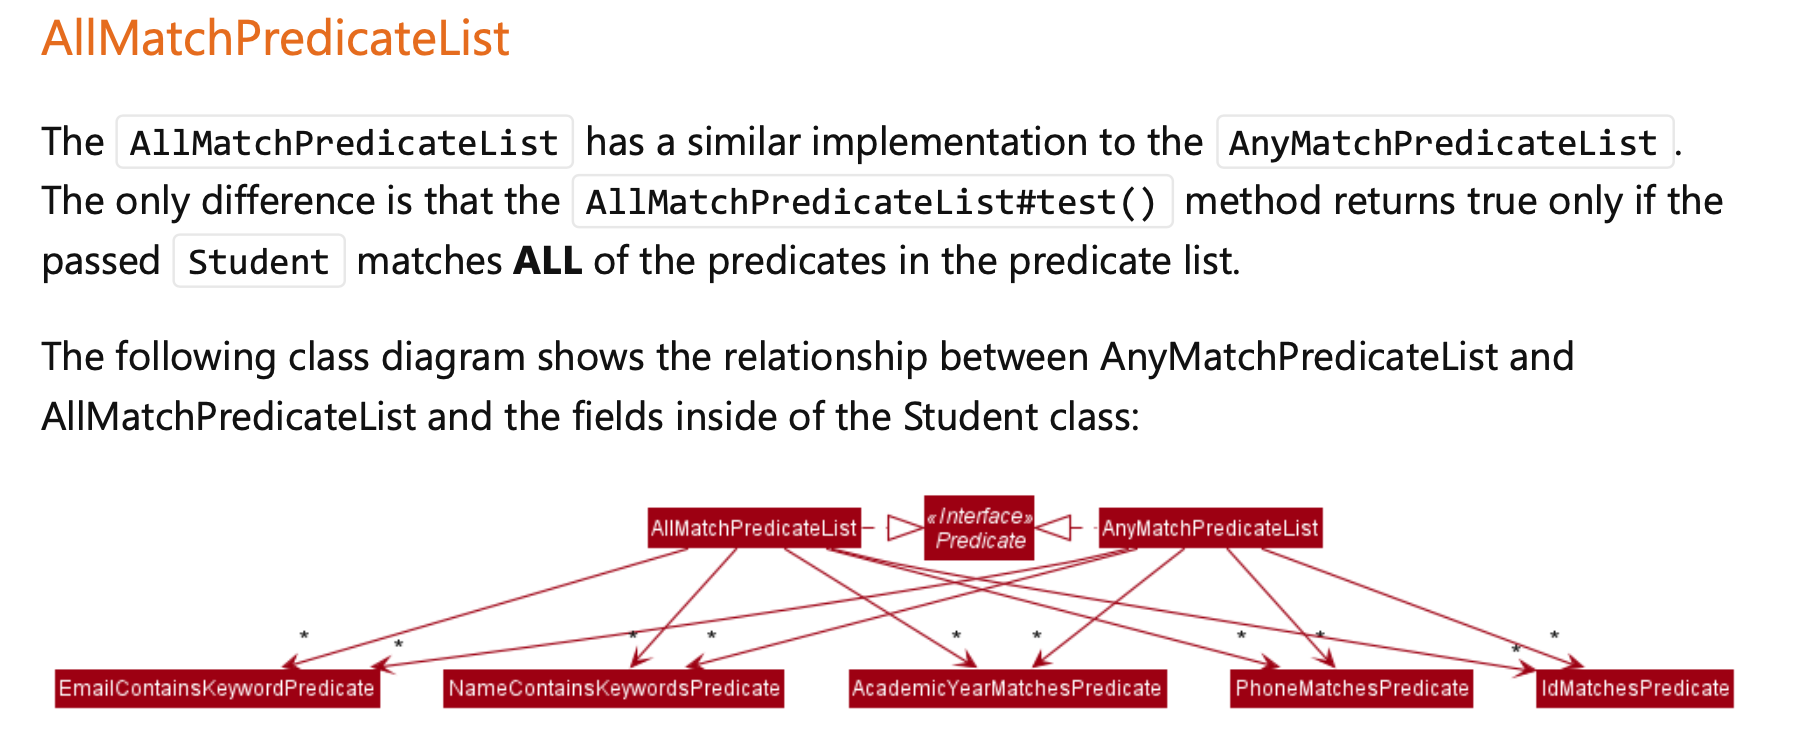 AllMatchPredicateList
The AllMatchPredicateList has a similar implementation to the AnyMatchPredicateList.
The only difference is that the AllMatchPredicateList#test() method returns true only if the
passed Student matches ALL of the predicates in the predicate list.
The following class diagram shows the relationship between AnyMatchPredicateList and
AllMatchPredicateList and the fields inside of the Student class:
AllMatchPredicateList
«Interface»
Predicate
AnyMatchPredicateList
* * * * * * * * * *
EmailContainsKeywordPredicate
NameContainsKeywordsPredicate
AcademicYearMatchesPredicate
PhoneMatchesPredicate
IdMatchesPredicate